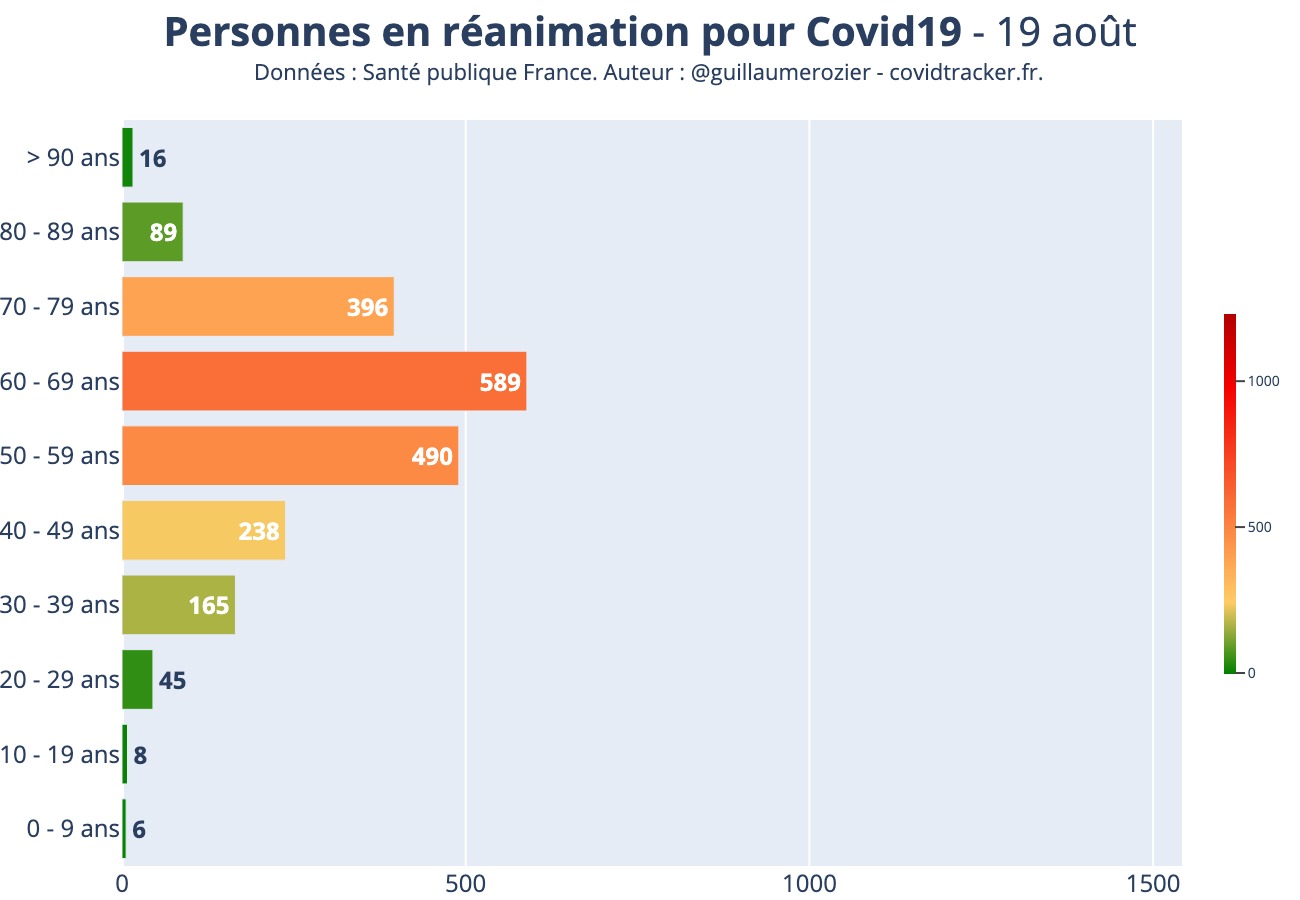 Personnes en réanimation pour Covid19 - 19 août
Données : Santé publique France. Auteur : @guillaumerozier - covidtracker.fr.
> 90 ans 16
80 - 89 ans 89
70 - 79 ans 396
60 - 69 ans 589
50 - 59 ans 490
40 - 49 ans 238
30 - 39 ans 165
20 - 29 ans 45
10 - 19 ans 8
0 - 9 ans 6
0 500 1000 1500
1000
500
0